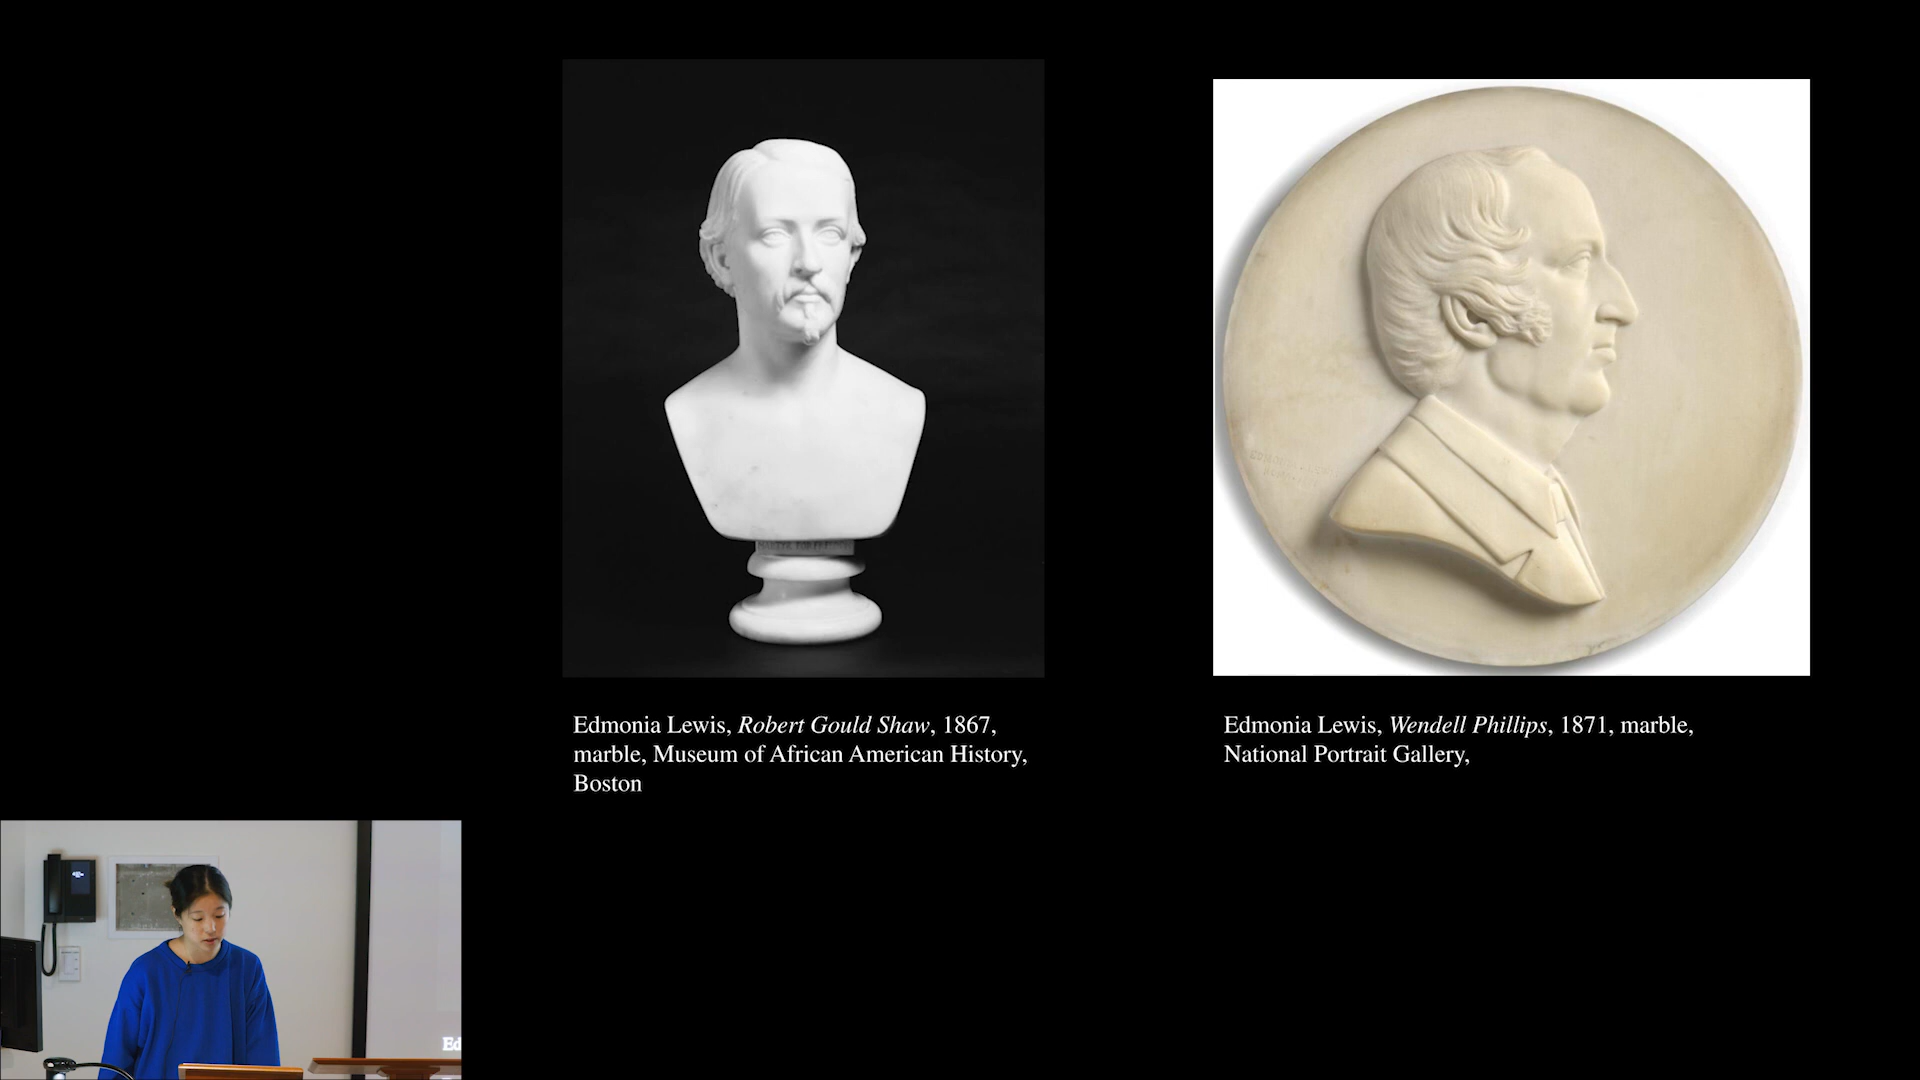 Edmonia Lewis, Robert Gould Shaw, 1867,
marble, Museum of African American History,
Boston
Edmonia Lewis, Wendell Phillips, 1871, marble,
National Portrait Gallery,
Ed